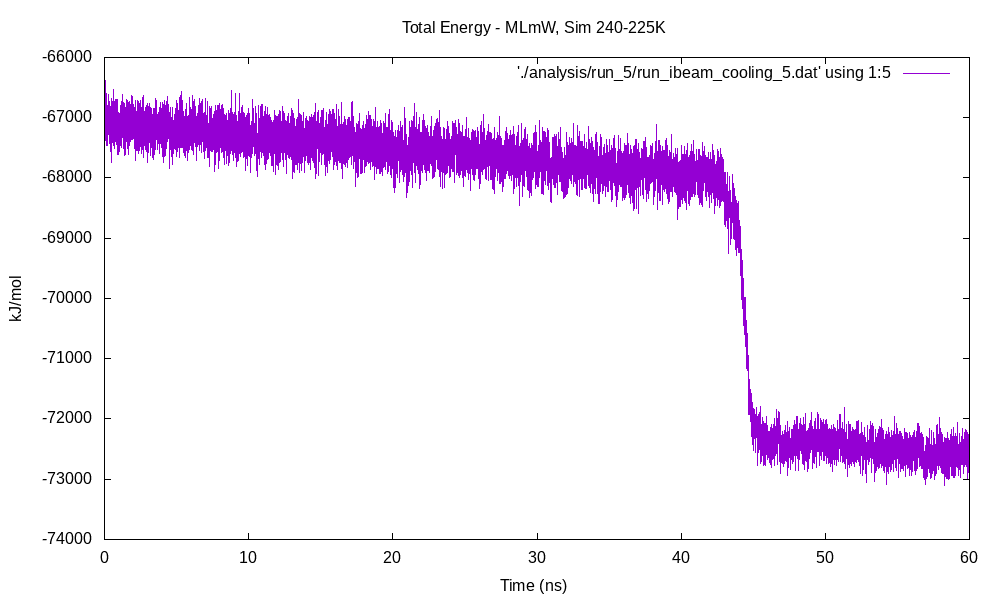 Total Energy - MLmW, Sim 240-225K
'./analysis/run_5/run_ibeam_cooling_5.dat' using 1:5
-66000
-67000
-68000
-69000
-70000
-71000
-72000
-73000
-74000
kJ/mol
0 10 20 30 40 50 60
Time (ns)